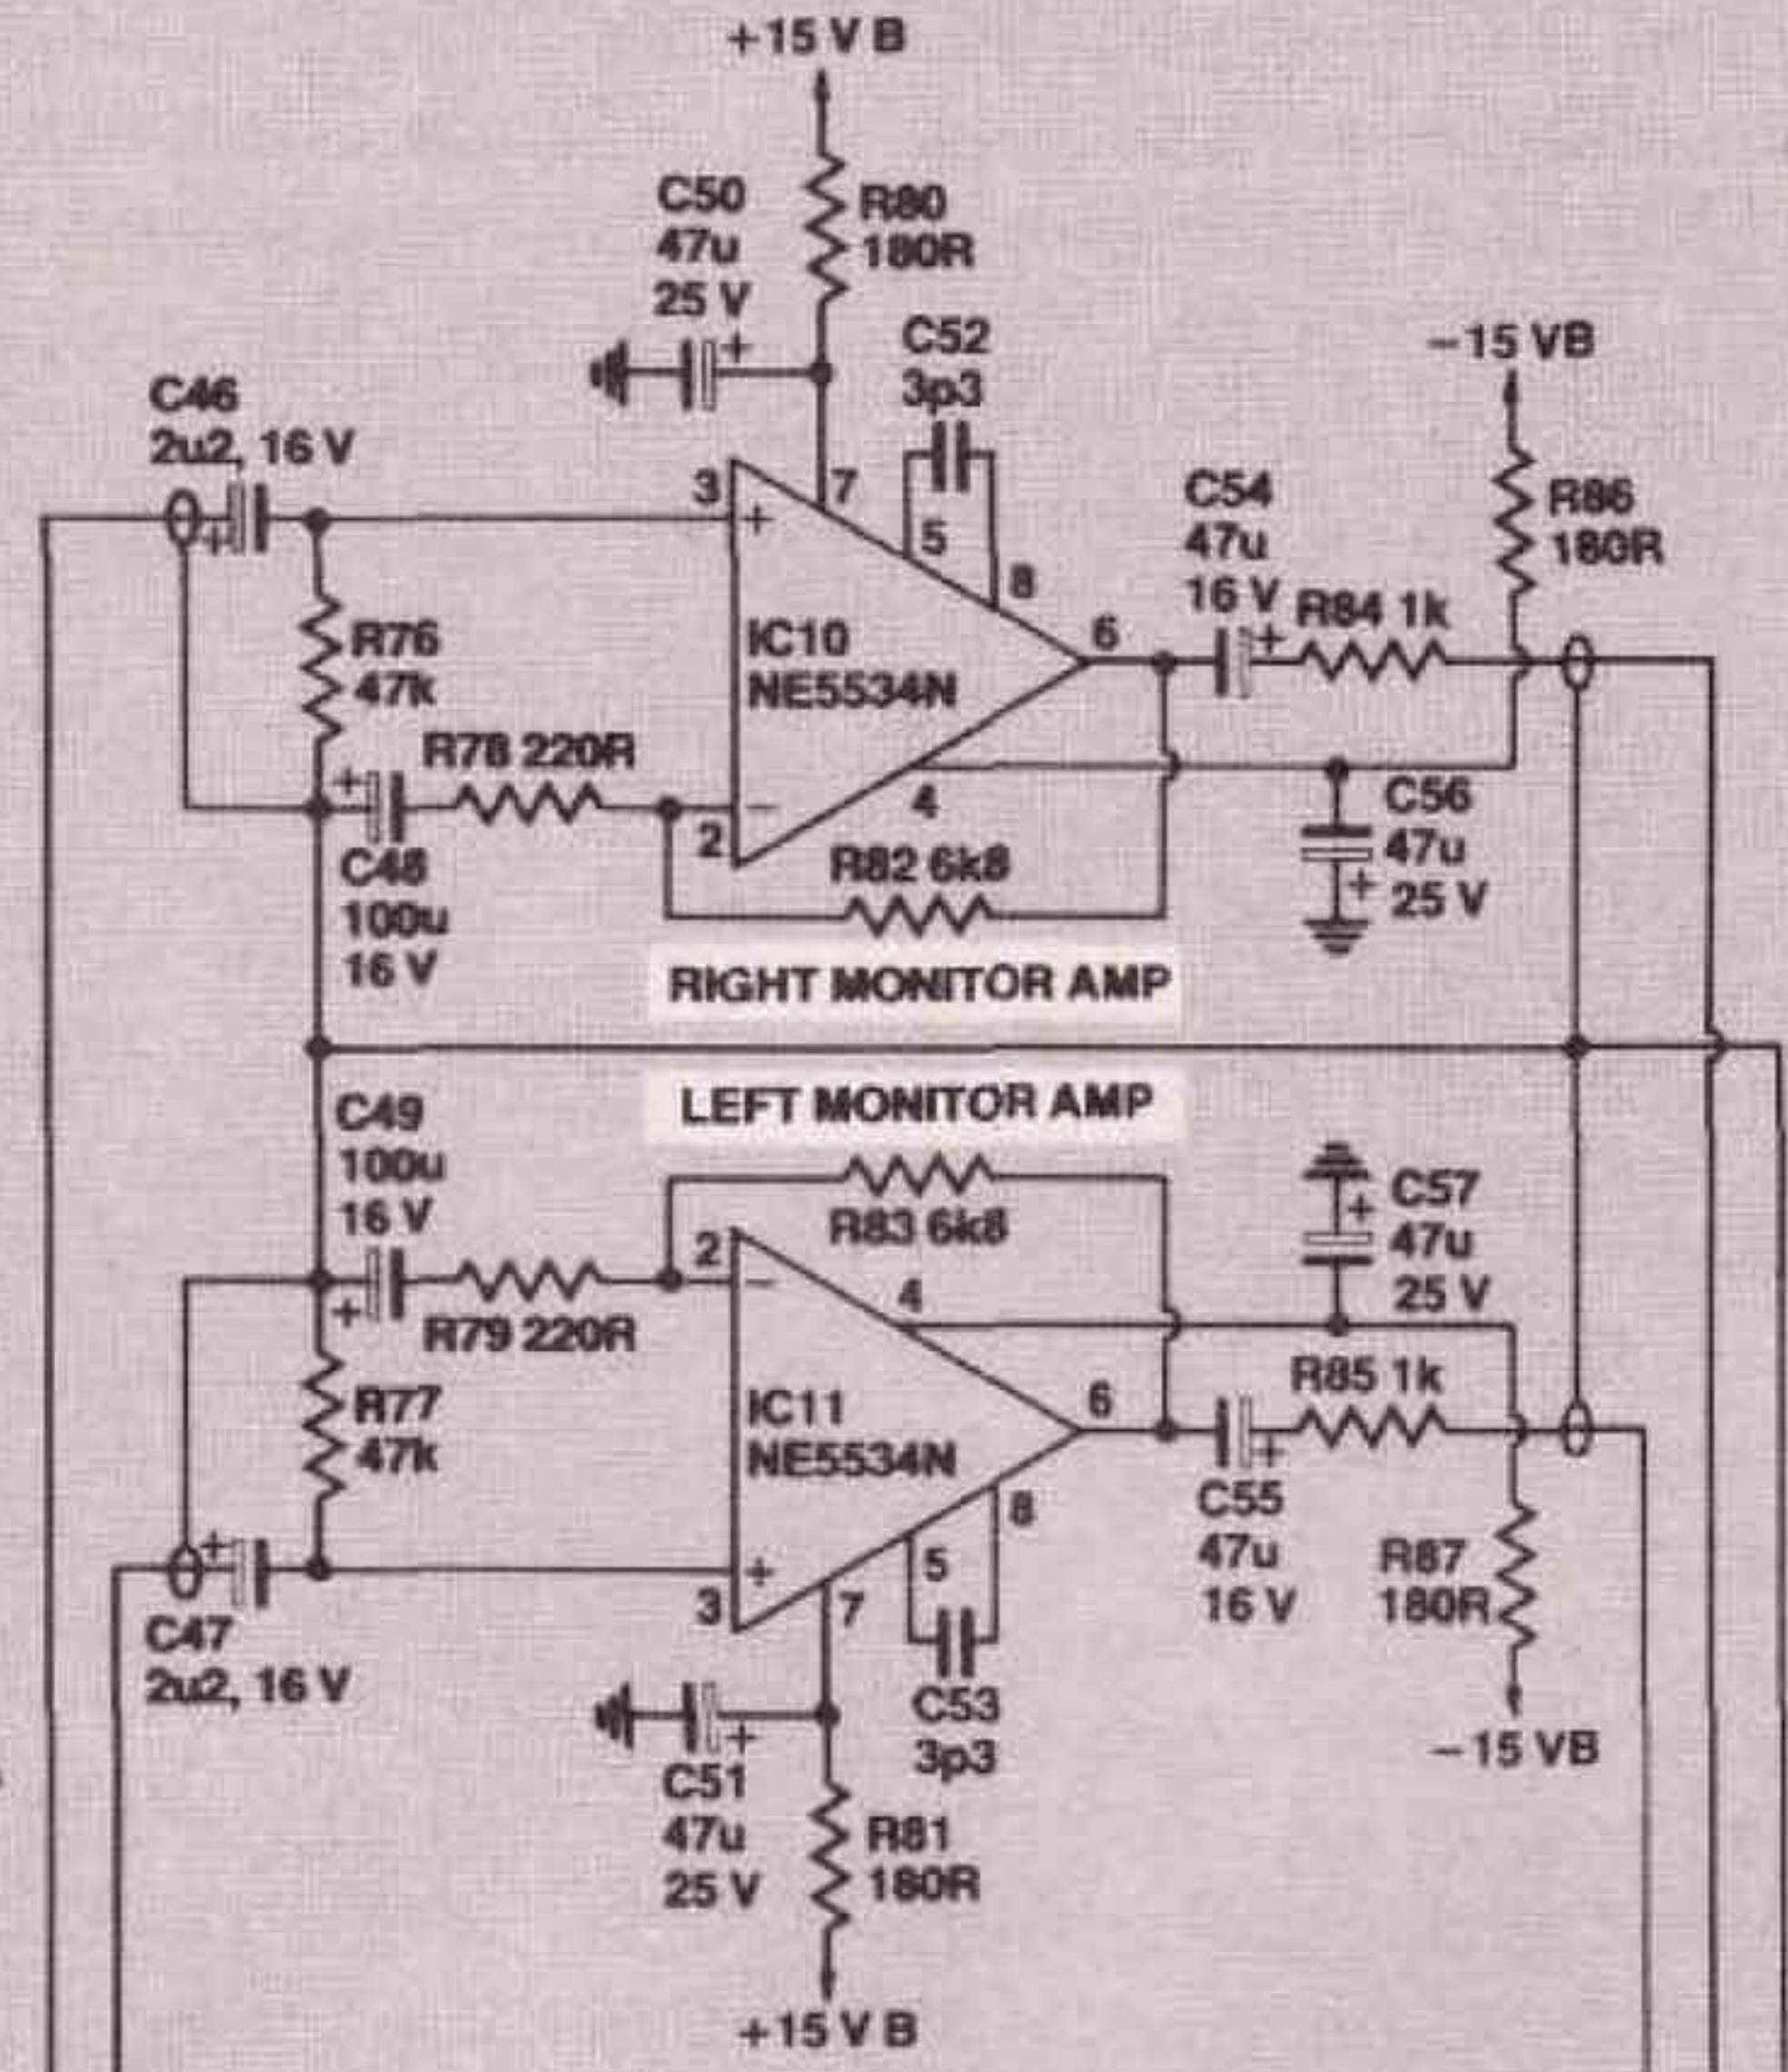 +15 V B
C50
47u
25 V
R80
180R
C52
3p3
-15 VB
C46
2u2, 16 V
+
+
3
7
+
5
8
C54
47u
16 V
+
R84 1k
R86
180R
R76
47k
IC10
NE5534N
6
R78 220R
+
2
−
4
C48
100u
16 V
R82 6k8
C56
47u
+ 25 V
RIGHT MONITOR AMP
LEFT MONITOR AMP
C49
100u
16 V
+
R79 220R
R83 6k8
2
−
4
C57
+
47u
25 V
R77
47k
IC11
NE5534N
6
R85 1k
+
C55
47u
16 V
R87
180R
+
C47
2u2, 16 V
3
+
7
5
8
C53
3p3
-15 VB
+
C51
47u
25 V
R81
180R
+15 V B